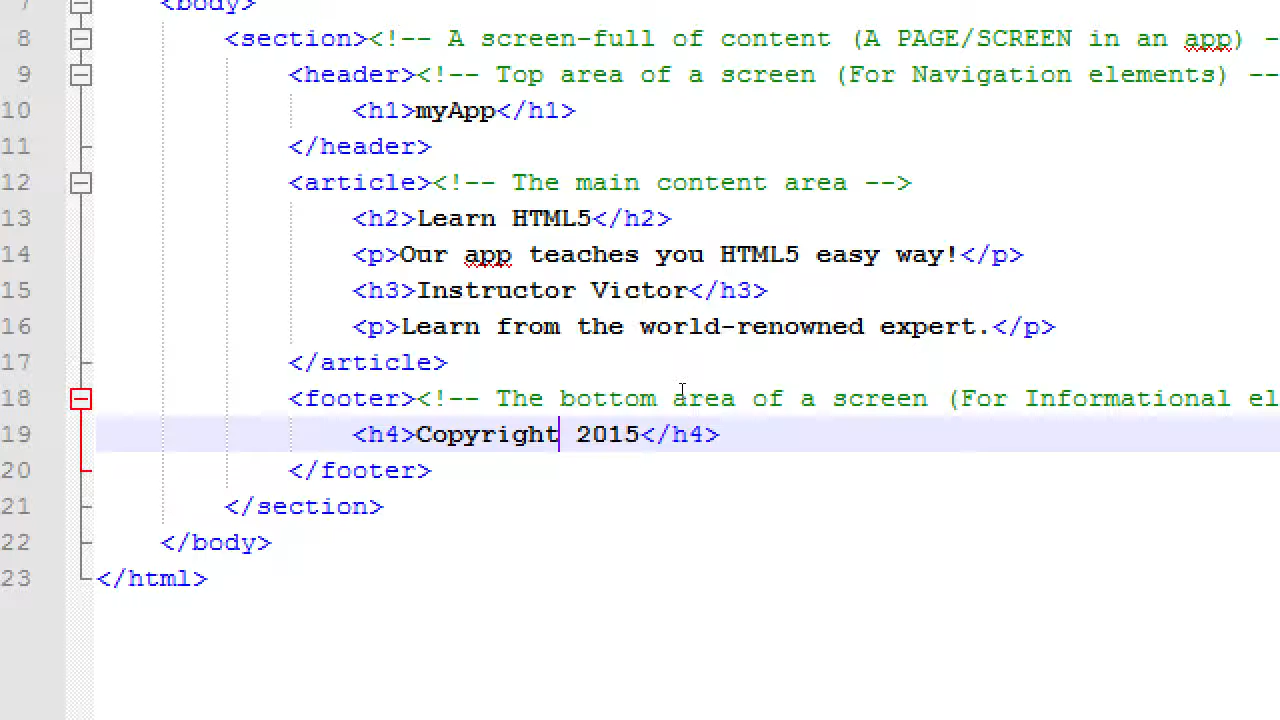 7 <body>
8 <section><!-- A screen-full of content (A PAGE/SCREEN in an app) -
9 <header><!-- Top area of a screen (For Navigation elements) --
10 <h1>myApp</h1>
11 </header>
12 <article><!-- The main content area -->
13 <h2>Learn HTML5</h2>
14 <p>Our app teaches you HTML5 easy way!</p>
15 <h3>Instructor Victor</h3>
16 <p>Learn from the world-renowned expert.</p>
17 </article>
18 <footer><!-- The bottom area of a screen (For Informational el
19 <h4>Copyright 2015</h4>
20 </footer>
21 </section>
22 </body>
23 </html>